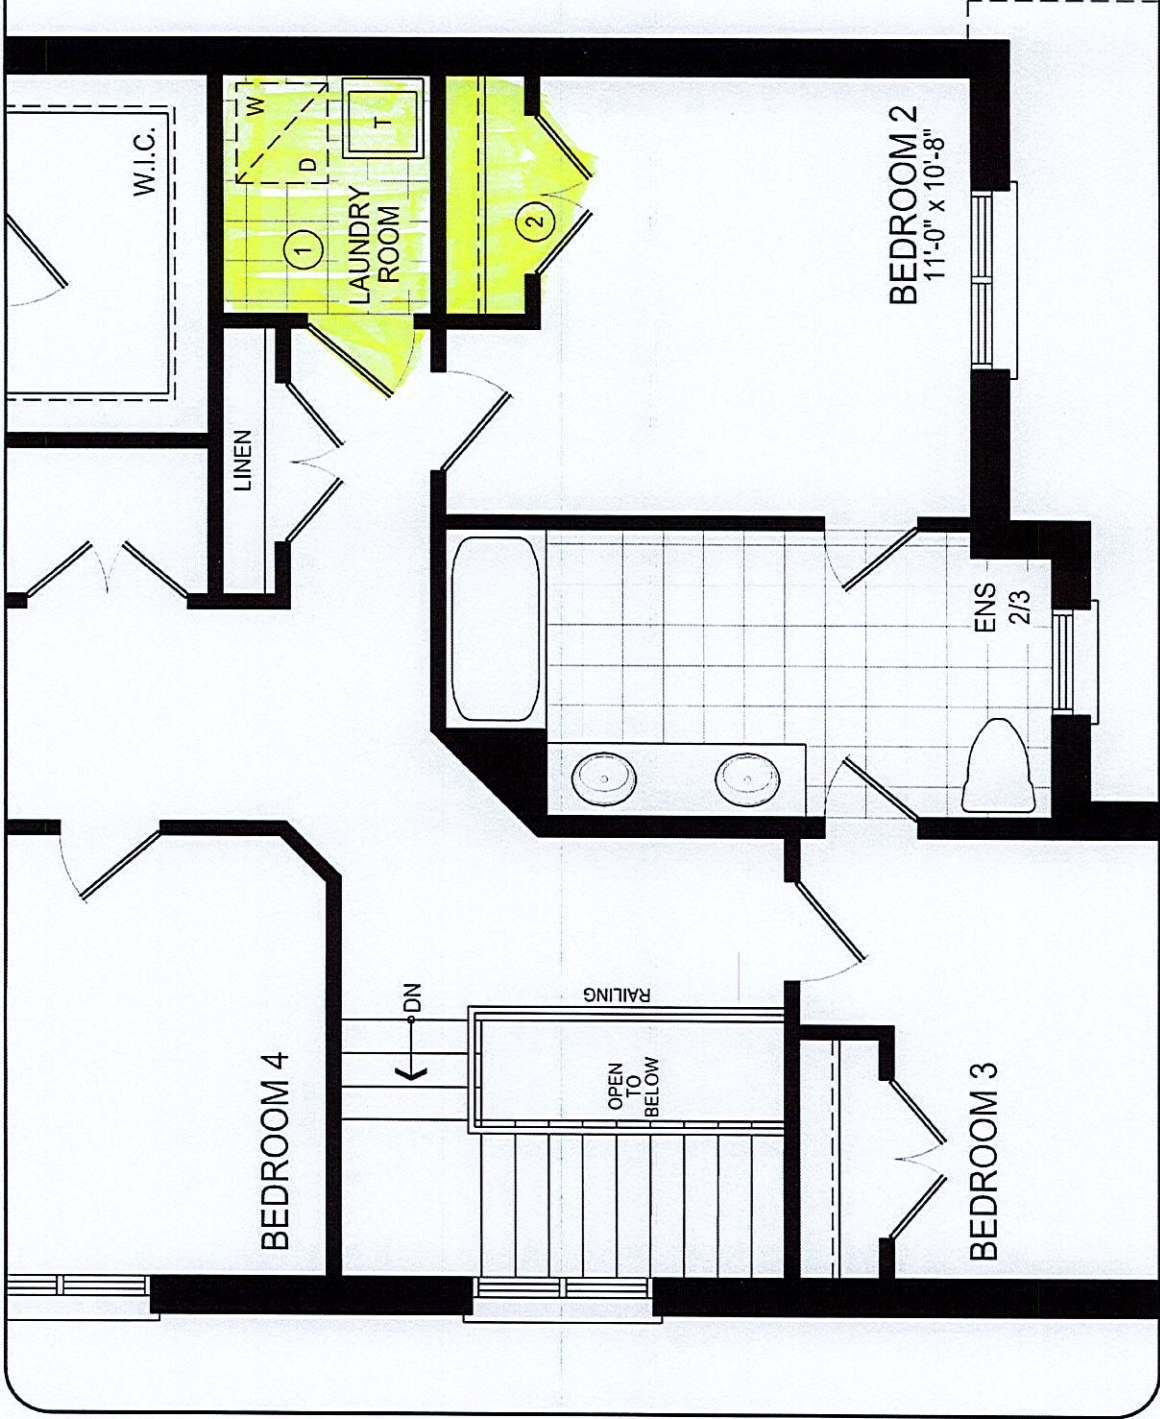 W.I.C.
W
D
T
1
LAUNDRY
ROOM
2
BEDROOM 2
11'-0" x 10'-8"
LINEN
ENS
2/3
BEDROOM 4
DN
RAILING
OPEN
TO
BELOW
BEDROOM 3